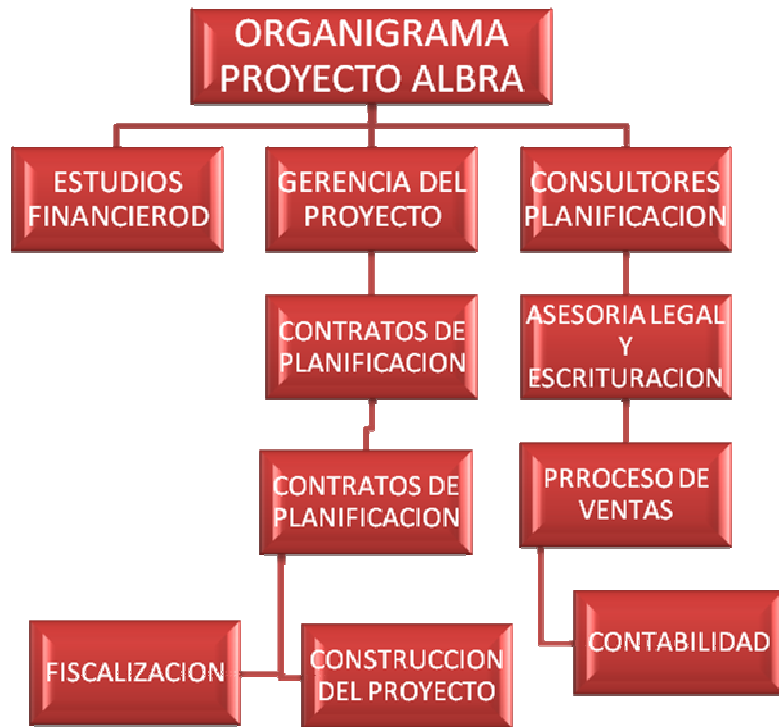 ORGANIGRAMA
PROYECTO ALBRA
ESTUDIOS
FINANCIEROD
GERENCIA DEL
PROYECTO
CONSULTORES
PLANIFICACION
CONTRATOS DE
PLANIFICACION
ASESORIA LEGAL
Y
ESCRITURACION
CONTRATOS DE
PLANIFICACION
PRROCESO DE
VENTAS
FISCALIZACION
CONSTRUCCION
DEL PROYECTO
CONTABILIDAD